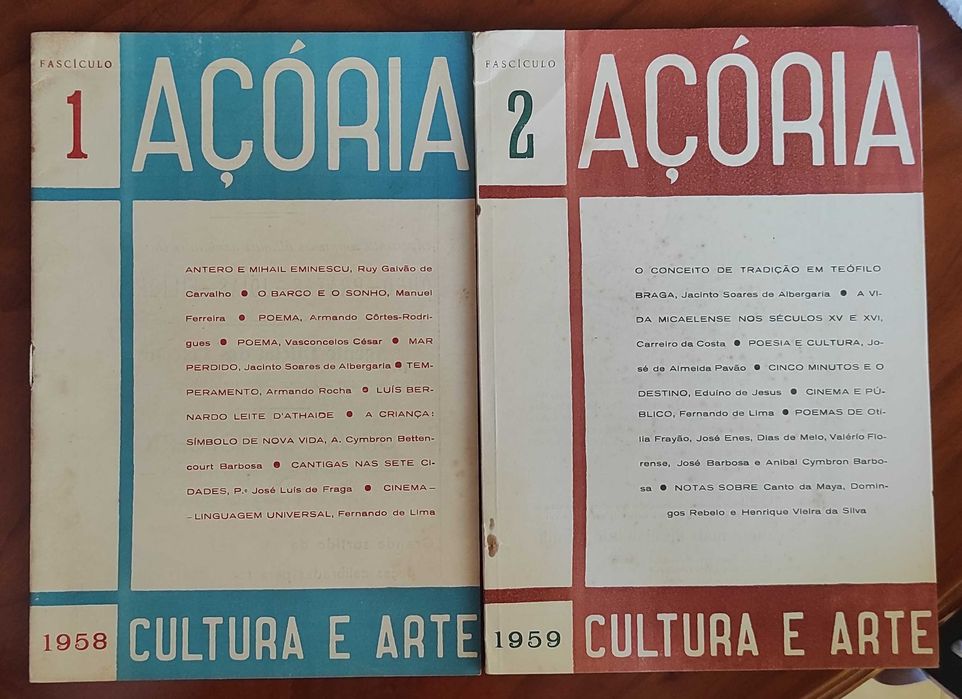 FASCÍCULO
1
AÇÓRIA
ANTERO E MIHAIL EMINESCU, Ruy Galvão de
Carvalho ● O BARCO E O SONHO, Manuel
Ferreira ● POEMA, Armando Côrtes-Rodri-
gues ● POEMA, Vasconcelos César ● MAR
PERDIDO, Jacinto Soares de Albergaria ● TEM-
PERAMENTO, Armando Rocha ● LUÍS BER-
NARDO LEITE D'ATHAIDE ● A CRIANÇA:
SÍMBOLO DE NOVA VIDA, A. Cymbron Betten-
court Barbosa ● CANTIGAS NAS SETE CI-
DADES, P.e José Luís de Fraga ● CINEMA –
– LINGUAGEM UNIVERSAL, Fernando de Lima
1958
CULTURA E ARTE
FASCÍCULO
2
AÇÓRIA
O CONCEITO DE TRADIÇÃO EM TEÓFILO
BRAGA, Jacinto Soares de Albergaria ● A VI-
DA MICAELENSE NOS SÉCULOS XV E XVI,
Carreiro da Costa ● POESIA E CULTURA, Jo-
sé de Almeida Pavão ● CINCO MINUTOS E O
DESTINO, Eduíno de Jesus ● CINEMA E PÚ-
BLICO, Fernando de Lima ● POEMAS DE Otí-
lia Frayão, José Enes, Dias de Melo, Valério Flo-
rense, José Barbosa e Aníbal Cymbron Barbo-
sa ● NOTAS SOBRE Canto da Maya, Domin-
gos Rebelo e Henrique Vieira da Silva
1959
CULTURA E ARTE